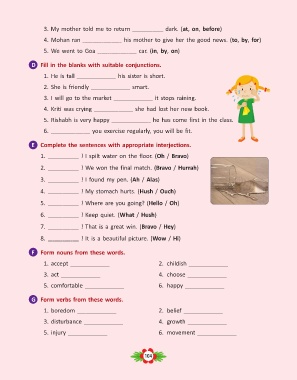 3. My mother told me to return __________ dark. (at, on, before)
4. Mohan ran __________ his mother to give her the good news. (to, by, for)
5. We went to Goa __________ car. (in, by, on)
D Fill in the blanks with suitable conjunctions.
1. He is tall __________ his sister is short.
2. She is friendly __________ smart.
3. I will go to the market __________ it stops raining.
4. Kriti was crying __________ she had lost her new book.
5. Rishabh is very happy __________ he has come first in the class.
6. __________ you exercise regularly, you will be fit.
E Complete the sentences with appropriate interjections.
1. __________ ! I spilt water on the floor. (Oh / Bravo)
2. __________ ! We won the final match. (Bravo / Hurrah)
3. __________ ! I found my pen. (Ah / Alas)
4. __________ ! My stomach hurts. (Hush / Ouch)
5. __________ ! Where are you going? (Hello / Oh)
6. __________ ! Keep quiet. (What / Hush)
7. __________ ! That is a great win. (Bravo / Hey)
8. __________ ! It is a beautiful picture. (Wow / Hi)
F Form nouns from these words.
1. accept __________ 2. childish __________
3. act __________ 4. choose __________
5. comfortable __________ 6. happy __________
G Form verbs from these words.
1. boredom __________ 2. belief __________
3. disturbance __________ 4. growth __________
5. injury __________ 6. movement __________
104